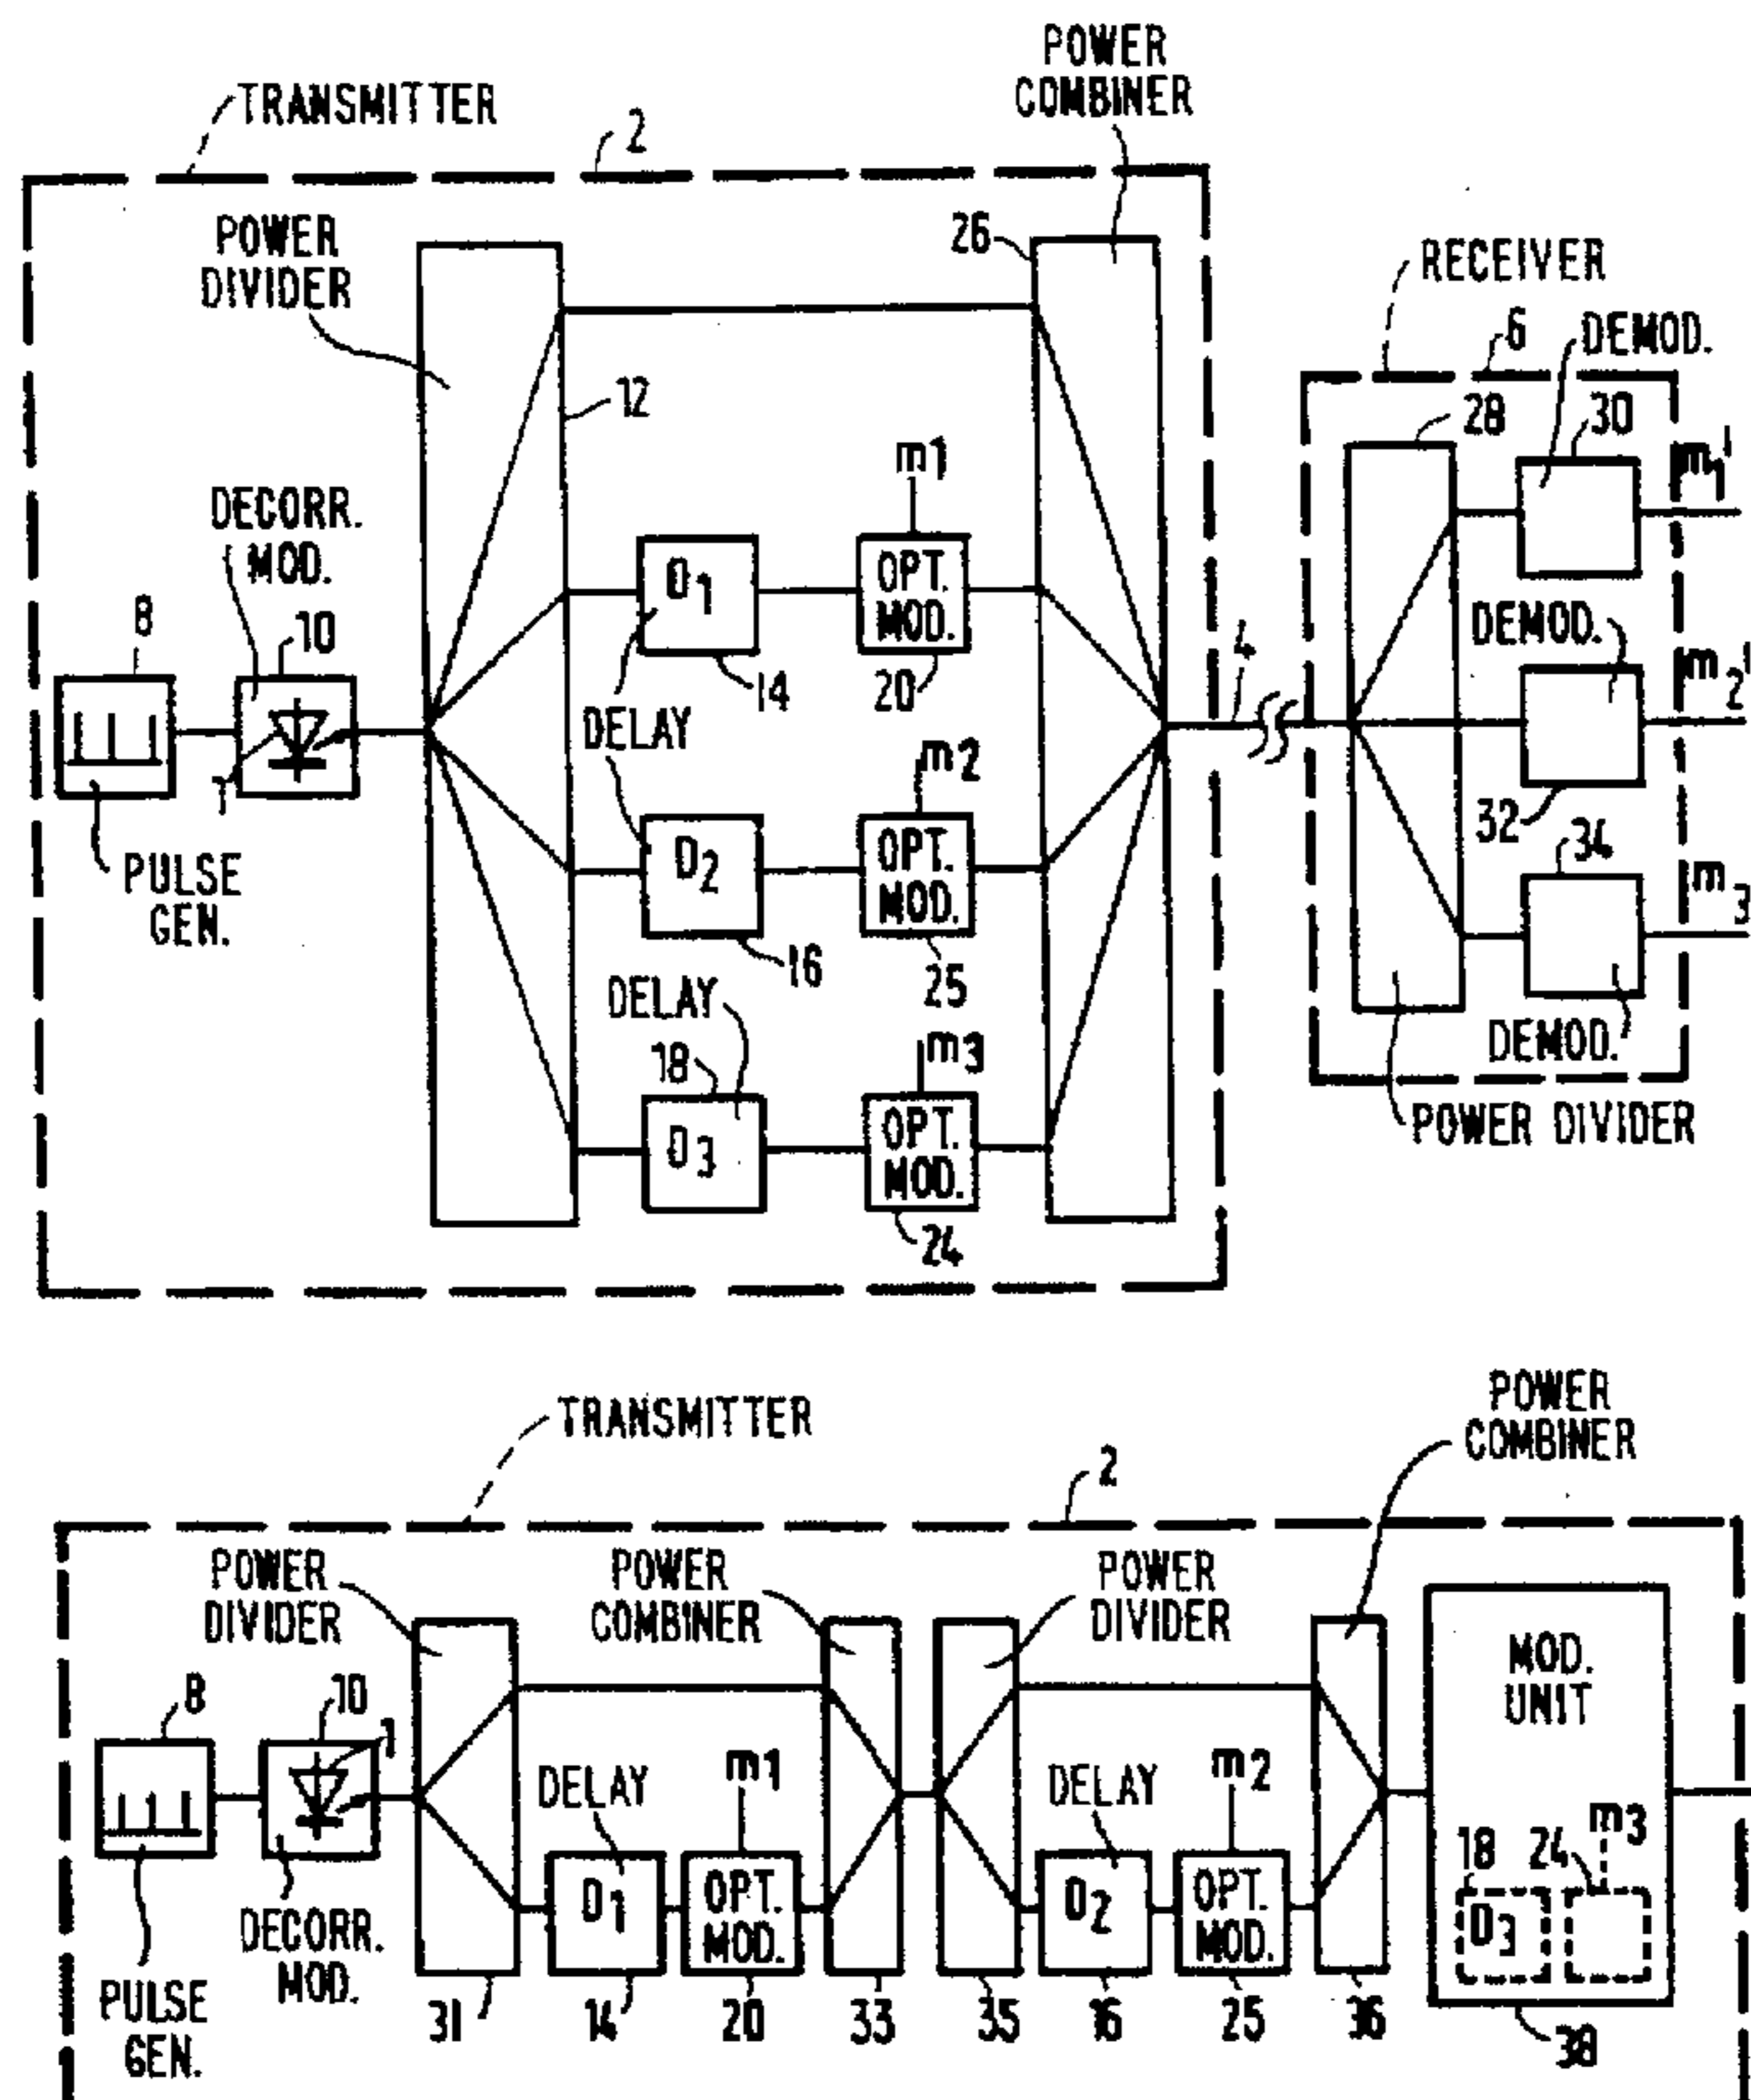 POWER
COMBINER
TRANSMITTER
2
POWER
DIVIDER
26
RECEIVER
6
DEMOD.
12
28
30
m1
m1'
DECORR.
MOD.
D1
OPT.
MOD.
8
10
14
20
4
DEMOD.
m2'
DELAY
1
m2
32
PULSE
GEN.
D2
OPT.
MOD.
34
m3
16
25
DELAY
18
m3
DEMOD.
D3
OPT.
MOD.
POWER DIVIDER
24
TRANSMITTER
2
POWER
COMBINER
POWER
DIVIDER
POWER
COMBINER
POWER
DIVIDER
MOD.
UNIT
8
10
1
DELAY
m1
DELAY
m2
m3
18
24
D1
OPT.
MOD.
D2
OPT.
MOD.
D3
DECORR.
MOD.
PULSE
GEN.
31
14
20
33
35
16
25
36
38